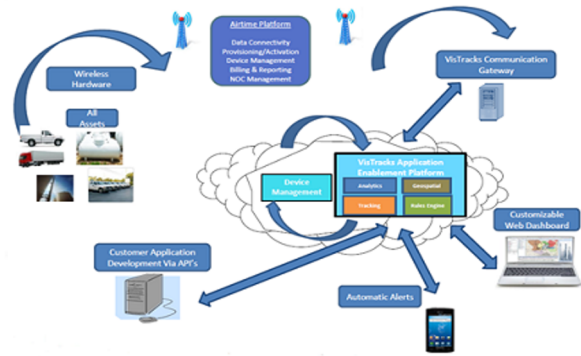 Airtime Platform
Data Connectivity
Provisioning/Activation
Device Management
Billing & Reporting
NOC Management
Wireless
Hardware
All
Assets
VisTracks Communication
Gateway
VisTracks Application
Enablement Platform
Analytics
Geospatial
Tracking
Rules Engine
Device
Management
Customizable
Web Dashboard
Customer Application
Development Via API's
Automatic Alerts